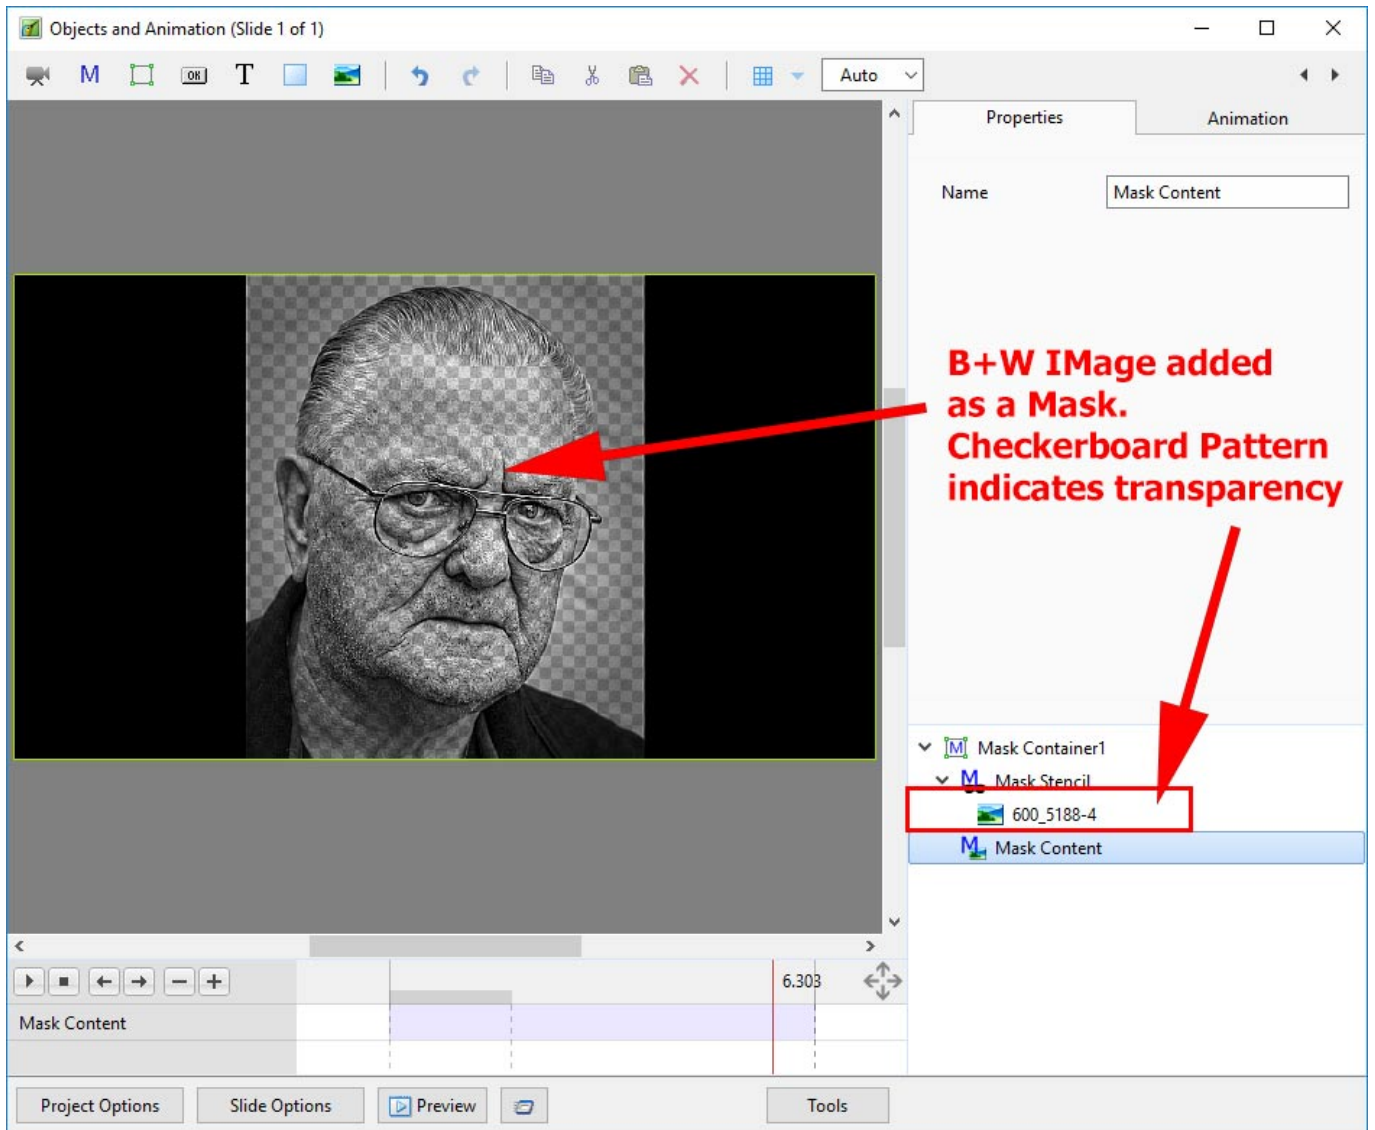 Objects and Animation (Slide 1 of 1)
M OK T Auto
Properties Animation
Name Mask Content
B+W IMage added
as a Mask.
Checkerboard Pattern
indicates transparency
M Mask Container1
M Mask Stencil
600_5188-4
M Mask Content
6.303
Mask Content
Project Options Slide Options Preview Tools